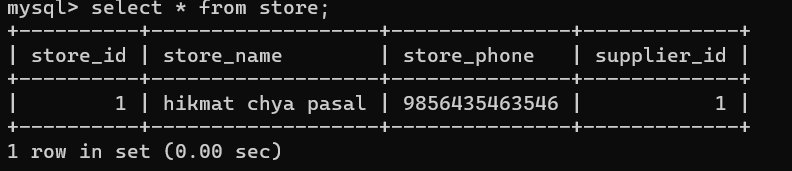 mysql> select * from store;
+----------+-------------------+---------------+-------------+
| store_id | store_name        | store_phone   | supplier_id |
+----------+-------------------+---------------+-------------+
|        1 | hikmat chya pasal | 9856435463546 |           1 |
+----------+-------------------+---------------+-------------+
1 row in set (0.00 sec)